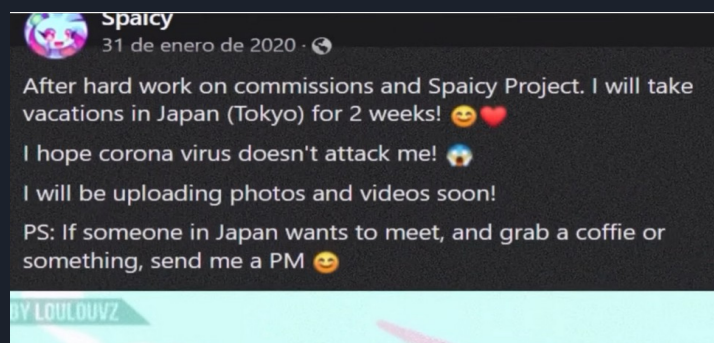 Spaicy
31 de enero de 2020 ·
After hard work on commissions and Spaicy Project. I will take
vacations in Japan (Tokyo) for 2 weeks! 😊❤️
I hope corona virus doesn't attack me! 😱
I will be uploading photos and videos soon!
PS: If someone in Japan wants to meet, and grab a coffie or
something, send me a PM 😊
BY LOULOUVZ